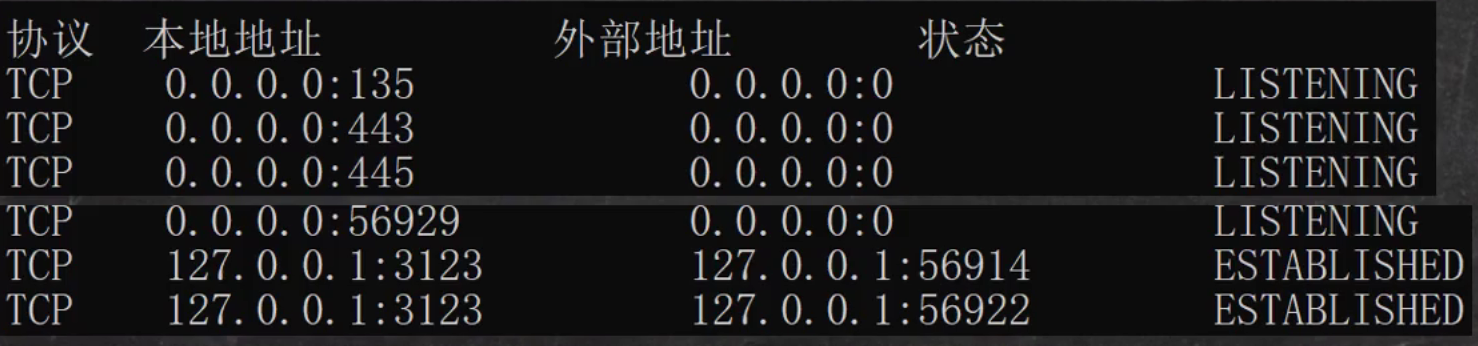 协议 本地地址 外部地址 状态
TCP 0.0.0.0:135 0.0.0.0:0 LISTENING
TCP 0.0.0.0:443 0.0.0.0:0 LISTENING
TCP 0.0.0.0:445 0.0.0.0:0 LISTENING
TCP 0.0.0.0:56929 0.0.0.0:0 LISTENING
TCP 127.0.0.1:3123 127.0.0.1:56914 ESTABLISHED
TCP 127.0.0.1:3123 127.0.0.1:56922 ESTABLISHED